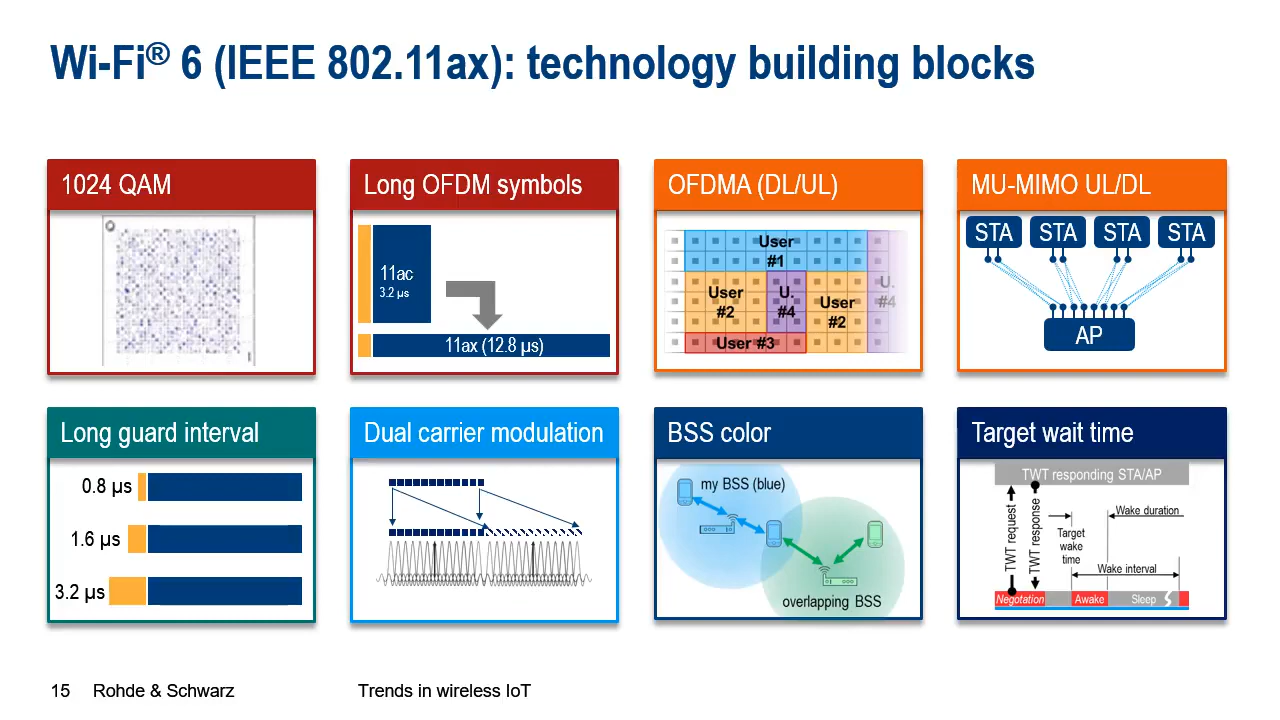 Wi-Fi® 6 (IEEE 802.11ax): technology building blocks
1024 QAM
Long OFDM symbols
11ac
3.2 µs
11ax (12.8 µs)
OFDMA (DL/UL)
User
#1
User
#2
U.
#4
User
#2
U.
#4
User #3
MU-MIMO UL/DL
STA STA STA STA
AP
Long guard interval
0.8 µs
1.6 µs
3.2 µs
Dual carrier modulation
BSS color
my BSS (blue)
overlapping BSS
Target wait time
TWT responding STA/AP
TWT request
TWT response
Wake duration
Target
wake
time
Wake interval
Negotation
Awake
Sleep
15 Rohde & Schwarz Trends in wireless IoT